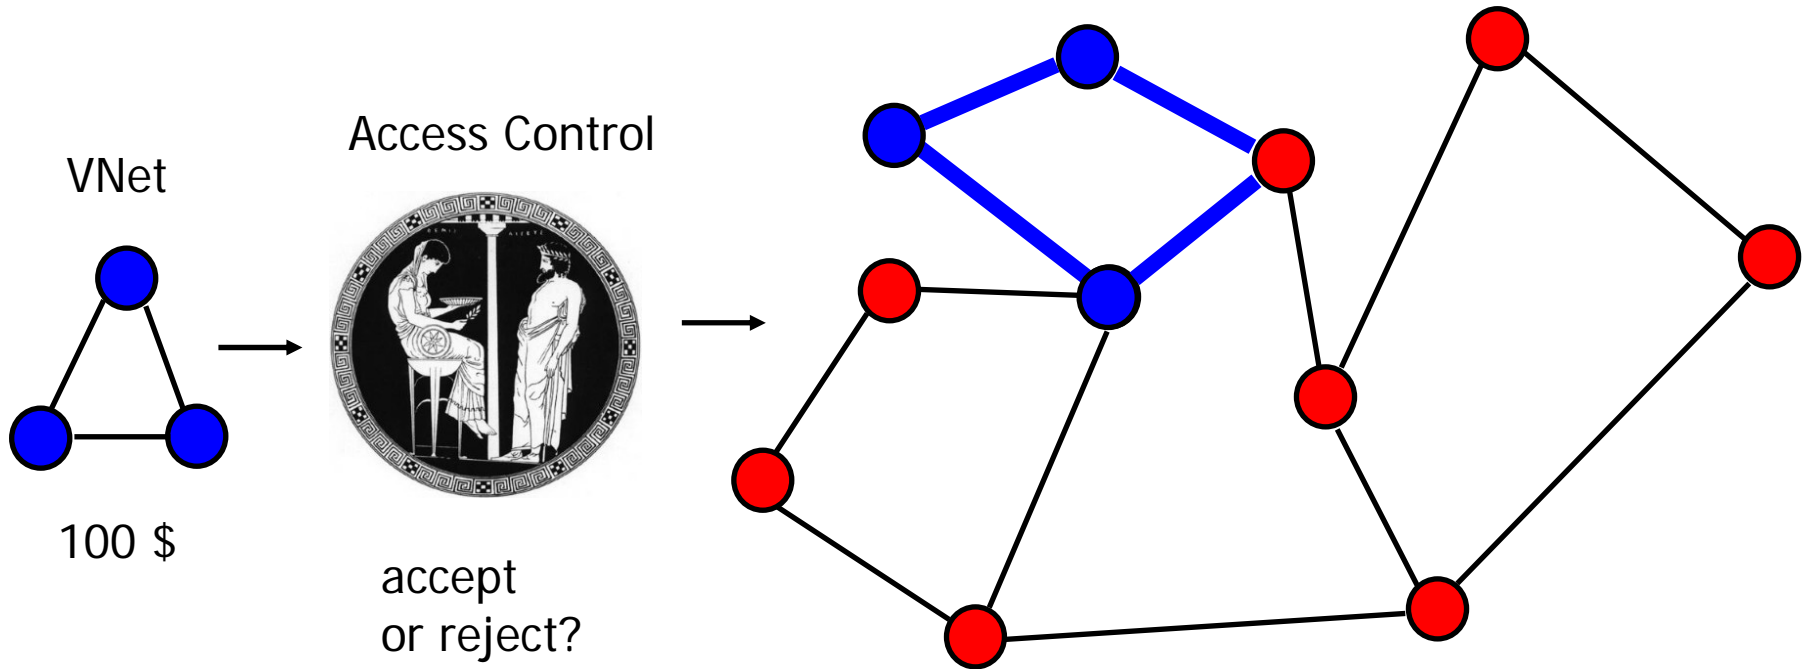 VNet
100 $
Access Control
accept
or reject?